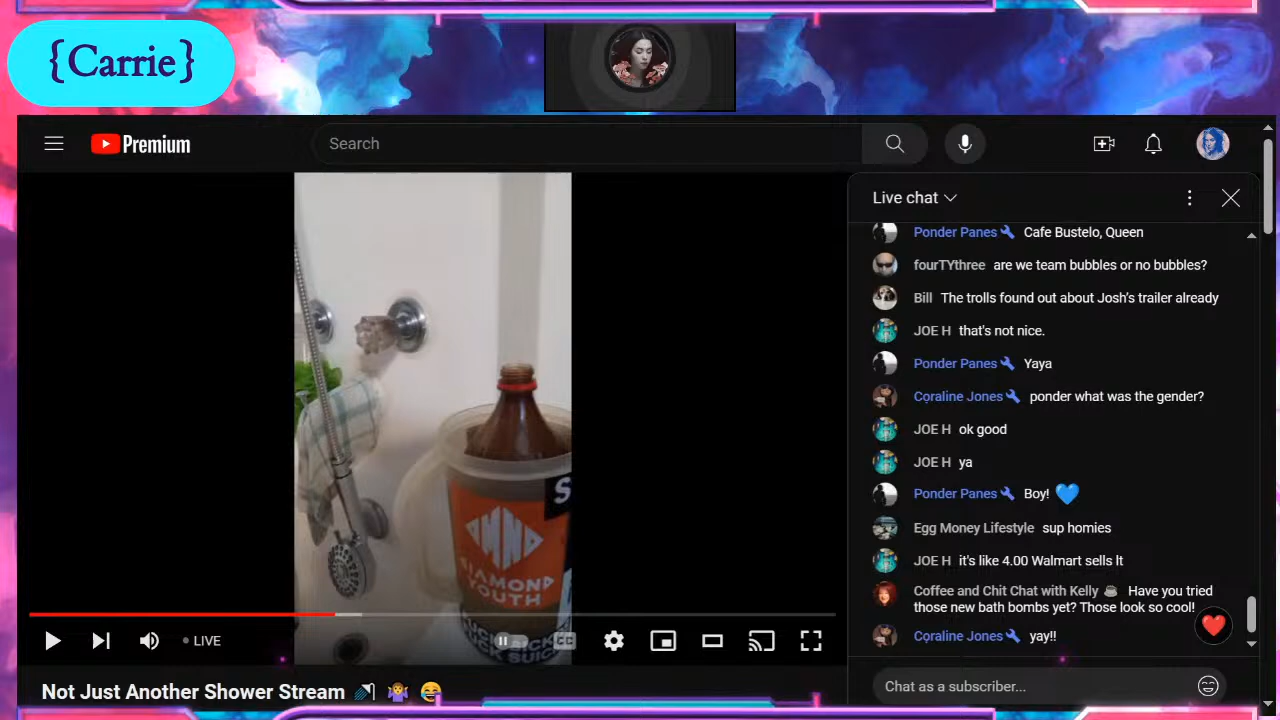 {Carrie}
Premium
Search
Live chat
Ponder Panes Cafe Bustelo, Queen
fourTYthree are we team bubbles or no bubbles?
Bill The trolls found out about Josh's trailer already
JOE H that's not nice.
Ponder Panes Yaya
Coraline Jones ponder what was the gender?
JOE H ok good
JOE H ya
Ponder Panes Boy! 💙
Egg Money Lifestyle sup homies
JOE H it's like 4.00 Walmart sells It
Coffee and Chit Chat with Kelly ☕ Have you tried
those new bath bombs yet? Those look so cool!
Coraline Jones yay!!
Chat as a subscriber...
S
DIAMOND
YOUTH
LIVE
CC
Not Just Another Shower Stream 🚿 🤷‍♀️ 😂